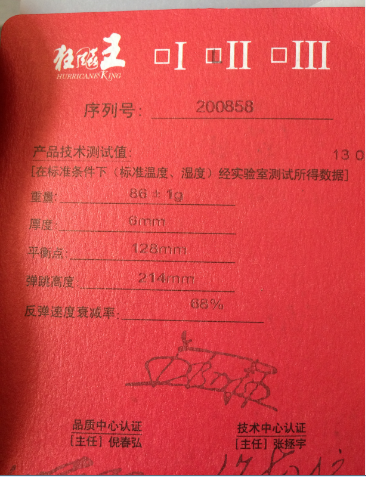 狂飚王 □I □II □III
HURRICANE KING
序列号: 200858
产品技术测试值: 130
[在标准条件下（标准温度、湿度）经实验室测试所得数据]
重量: 86±1g
厚度: 6mm
平衡点: 128mm
弹跳高度 214mm
反弹速度衰减率: 88%
品质中心认证 技术中心认证
[主任] 倪春弘 [主任] 张拯宇